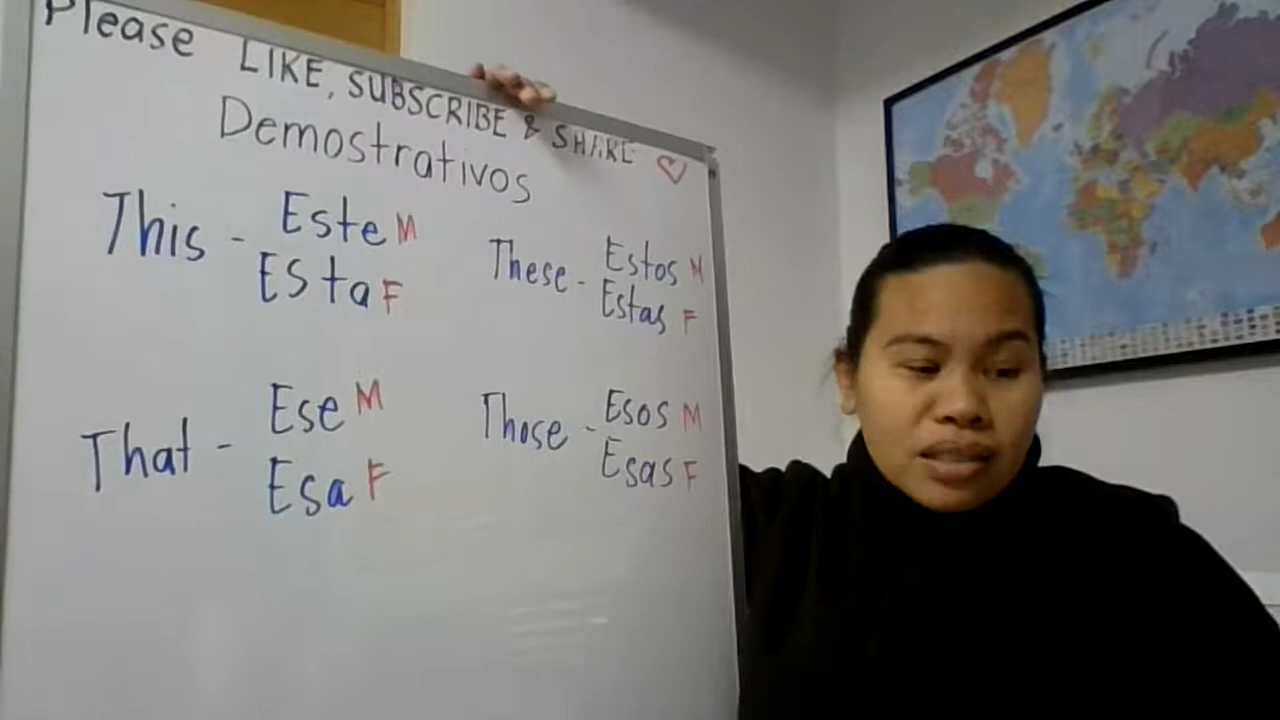 Please LIKE, SUBSCRIBE & SHARE ♡
Demostrativos
This - Este M
Esta F
These - Estos M
Estas F
That - Ese M
Esa F
Those - Esos M
Esas F